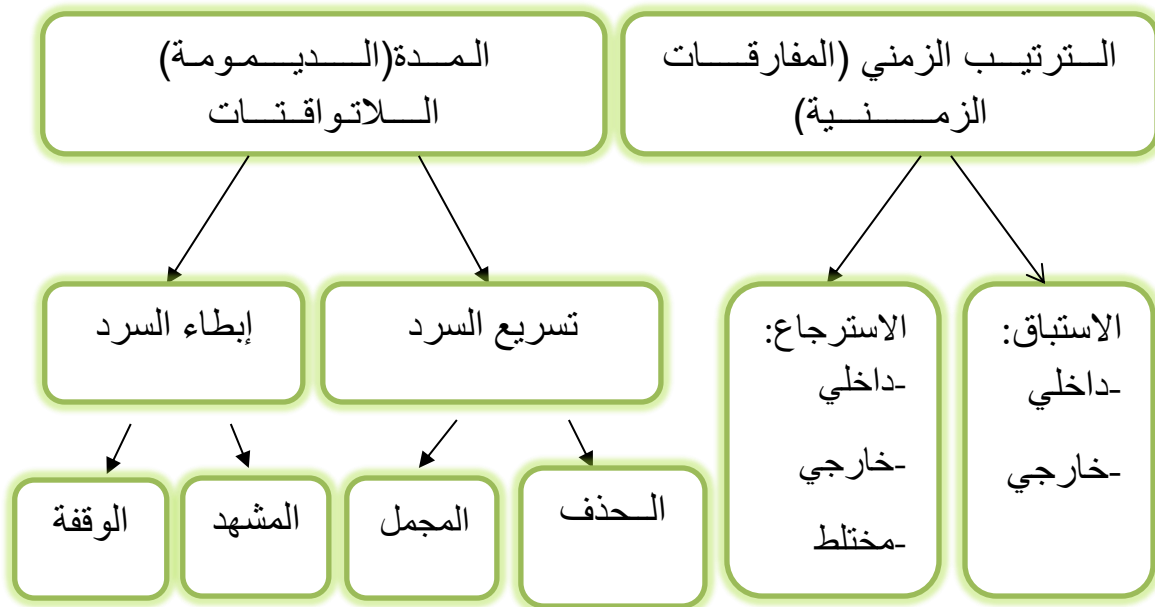 الترتيب الزمني (المفارقات
الزمنية)
المدة(الديمومة)
اللاتواقتات
الاستباق:
-داخلي
-خارجي
الاسترجاع:
-داخلي
-خارجي
-مختلط
تسريع السرد
إبطاء السرد
الحذف
المجمل
المشهد
الوقفة